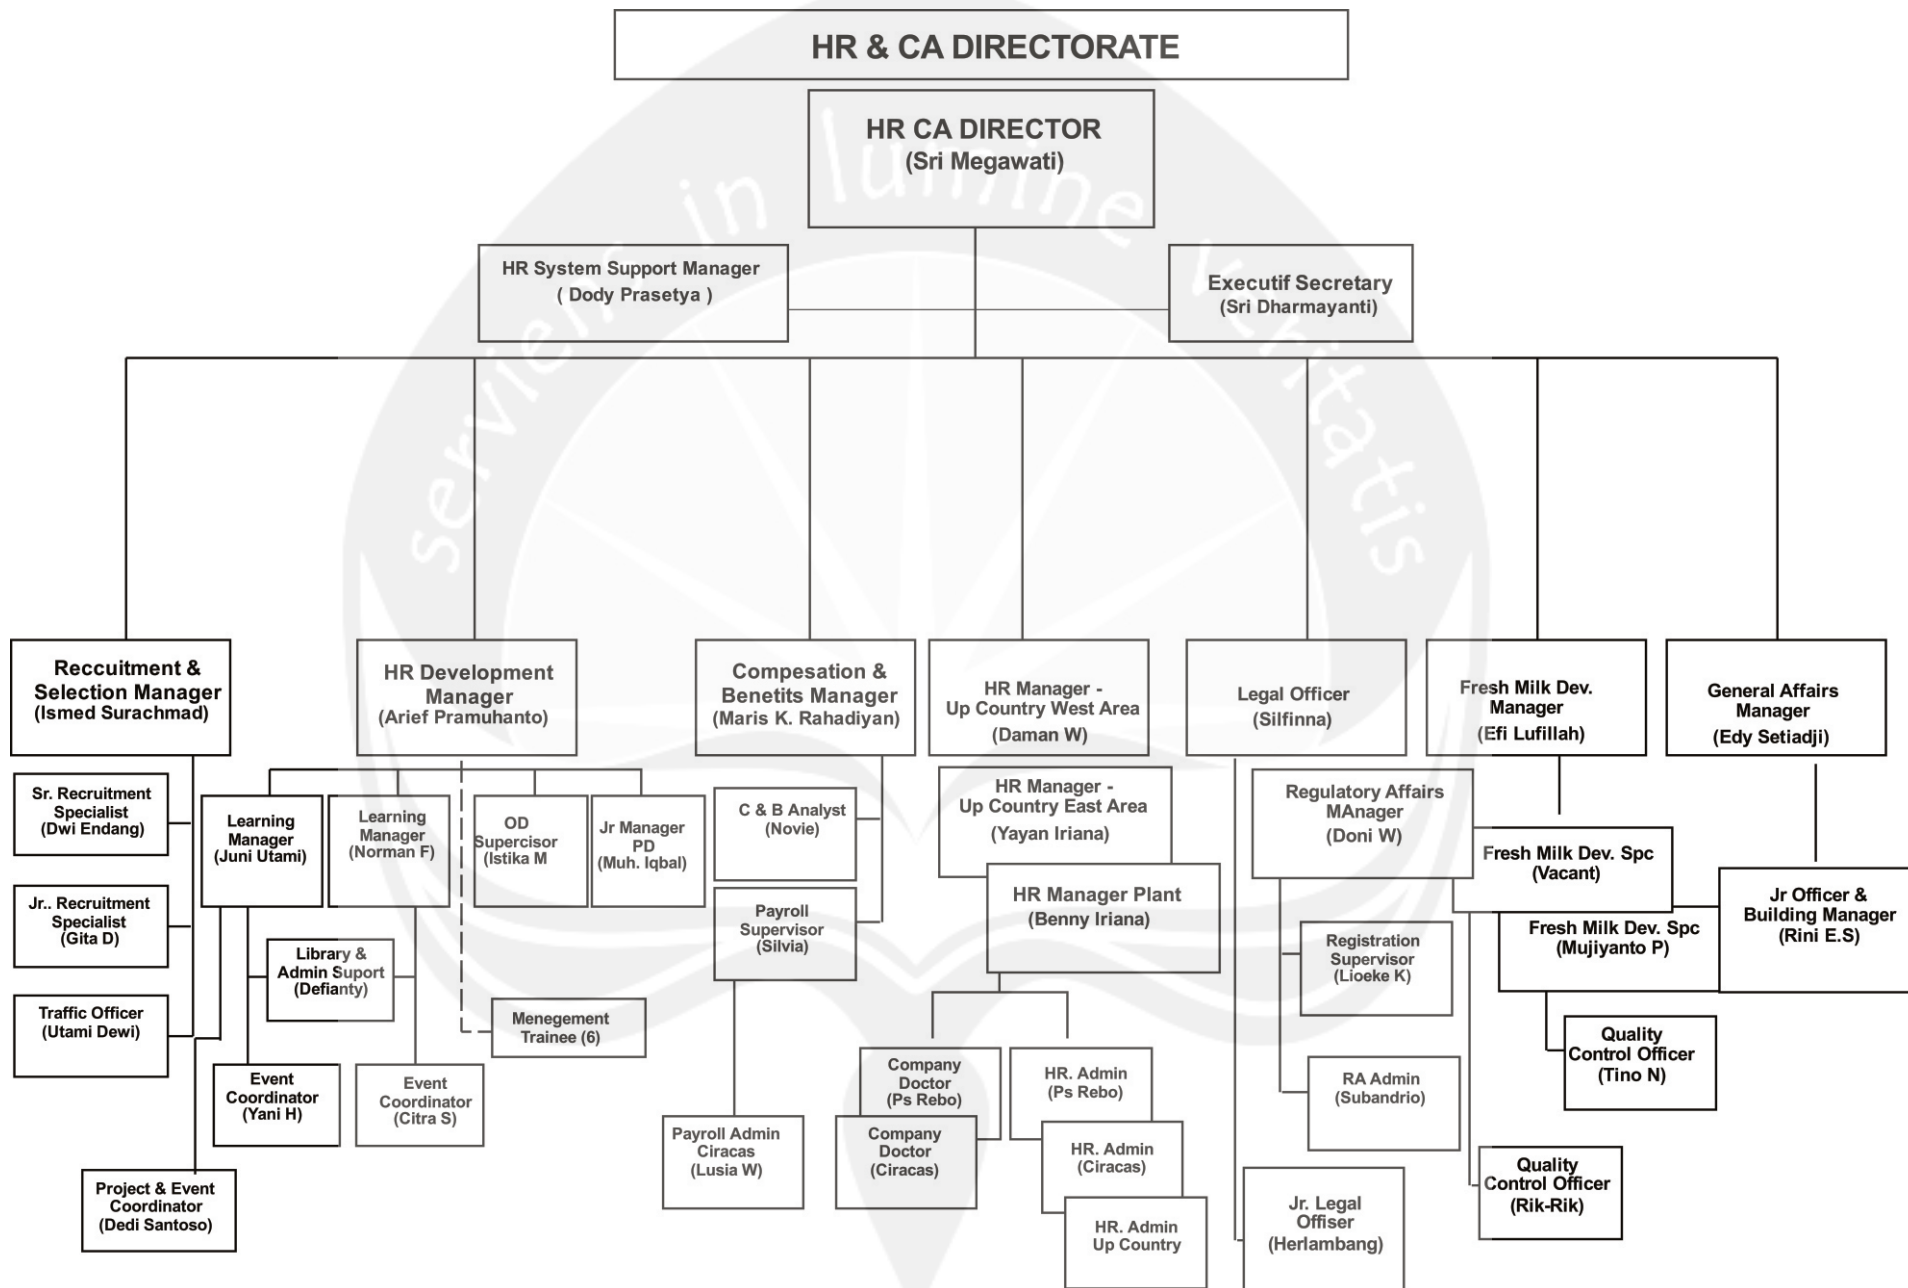 HR & CA DIRECTORATE
HR CA DIRECTOR
(Sri Megawati)
serviens in lumine veritatis
HR System Support Manager
( Dody Prasetya )
Executif Secretary
(Sri Dharmayanti)
Reccuitment &
Selection Manager
(Ismed Surachmad)
HR Development
Manager
(Arief Pramuhanto)
Compesation &
Benetits Manager
(Maris K. Rahadiyan)
HR Manager -
Up Country West Area
(Daman W)
Legal Officer
(Silfinna)
Fresh Milk Dev.
Manager
(Efi Lufillah)
General Affairs
Manager
(Edy Setiadji)
Sr. Recruitment
Specialist
(Dwi Endang)
Jr.. Recruitment
Specialist
(Gita D)
Traffic Officer
(Utami Dewi)
Learning
Manager
(Juni Utami)
Learning
Manager
(Norman F)
OD
Supercisor
(Istika M
Jr Manager
PD
(Muh. Iqbal)
Library &
Admin Suport
(Defianty)
Menegement
Trainee (6)
Event
Coordinator
(Yani H)
Event
Coordinator
(Citra S)
Project & Event
Coordinator
(Dedi Santoso)
C & B Analyst
(Novie)
Payroll
Supervisor
(Silvia)
Payroll Admin
Ciracas
(Lusia W)
HR Manager -
Up Country East Area
(Yayan Iriana)
HR Manager Plant
(Benny Iriana)
Company
Doctor
(Ps Rebo)
Company
Doctor
(Ciracas)
HR. Admin
(Ps Rebo)
HR. Admin
(Ciracas)
HR. Admin
Up Country
Regulatory Affairs
MAnager
(Doni W)
Registration
Supervisor
(Lioeke K)
RA Admin
(Subandrio)
Jr. Legal
Offiser
(Herlambang)
Fresh Milk Dev. Spc
(Vacant)
Fresh Milk Dev. Spc
(Mujiyanto P)
Quality
Control Officer
(Tino N)
Quality
Control Officer
(Rik-Rik)
Jr Officer &
Building Manager
(Rini E.S)